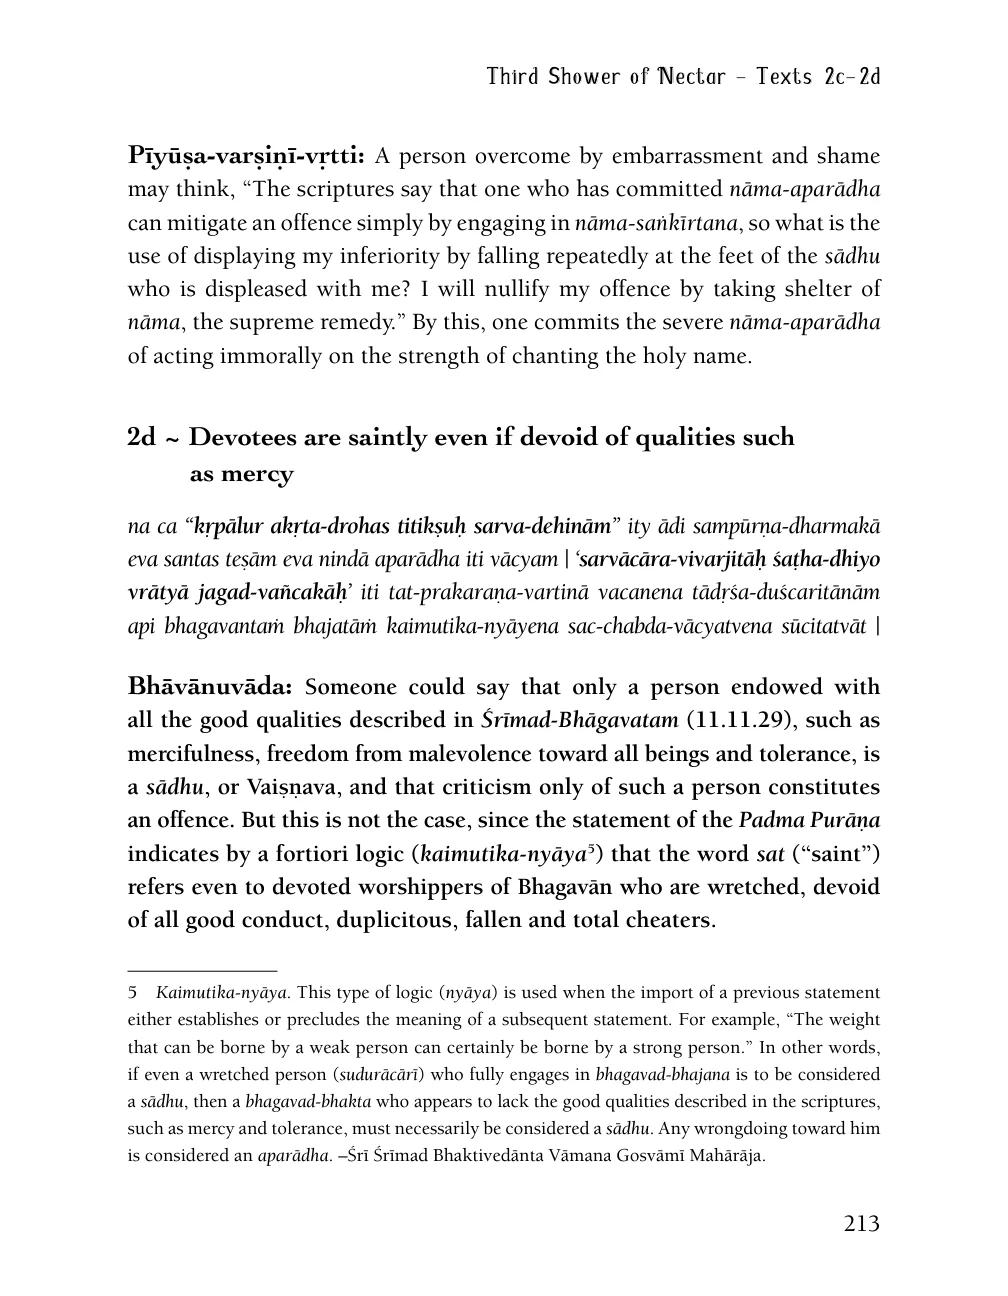 Third Shower of Nectar – Texts 2c–2d
Pīyūṣa-varṣiṇī-vṛtti: A person overcome by embarrassment and shame
may think, “The scriptures say that one who has committed nāma-aparādha
can mitigate an offence simply by engaging in nāma-saṅkīrtana, so what is the
use of displaying my inferiority by falling repeatedly at the feet of the sādhu
who is displeased with me? I will nullify my offence by taking shelter of
nāma, the supreme remedy.” By this, one commits the severe nāma-aparādha
of acting immorally on the strength of chanting the holy name.
2d ~ Devotees are saintly even if devoid of qualities such
as mercy
na ca “kṛpālur akṛta-drohas titikṣuḥ sarva-dehinām” ity ādi sampūrṇa-dharmakā
eva santas teṣām eva nindā aparādha iti vācyam | ‘sarvācāra-vivarjitāḥ śaṭha-dhiyo
vrātyā jagad-vañcakāḥ’ iti tat-prakaraṇa-vartinā vacanena tādṛśa-duścaritānām
api bhagavantaṁ bhajatāṁ kaimutika-nyāyena sac-chabda-vācyatvena sūcitatvāt |
Bhāvānuvāda: Someone could say that only a person endowed with
all the good qualities described in Śrīmad-Bhāgavatam (11.11.29), such as
mercifulness, freedom from malevolence toward all beings and tolerance, is
a sādhu, or Vaiṣṇava, and that criticism only of such a person constitutes
an offence. But this is not the case, since the statement of the Padma Purāṇa
indicates by a fortiori logic (kaimutika-nyāya5) that the word sat (“saint”)
refers even to devoted worshippers of Bhagavān who are wretched, devoid
of all good conduct, duplicitous, fallen and total cheaters.
5 Kaimutika-nyāya. This type of logic (nyāya) is used when the import of a previous statement
either establishes or precludes the meaning of a subsequent statement. For example, “The weight
that can be borne by a weak person can certainly be borne by a strong person.” In other words,
if even a wretched person (sudurācārī) who fully engages in bhagavad-bhajana is to be considered
a sādhu, then a bhagavad-bhakta who appears to lack the good qualities described in the scriptures,
such as mercy and tolerance, must necessarily be considered a sādhu. Any wrongdoing toward him
is considered an aparādha. –Śrī Śrīmad Bhaktivedānta Vāmana Gosvāmī Mahārāja.
213